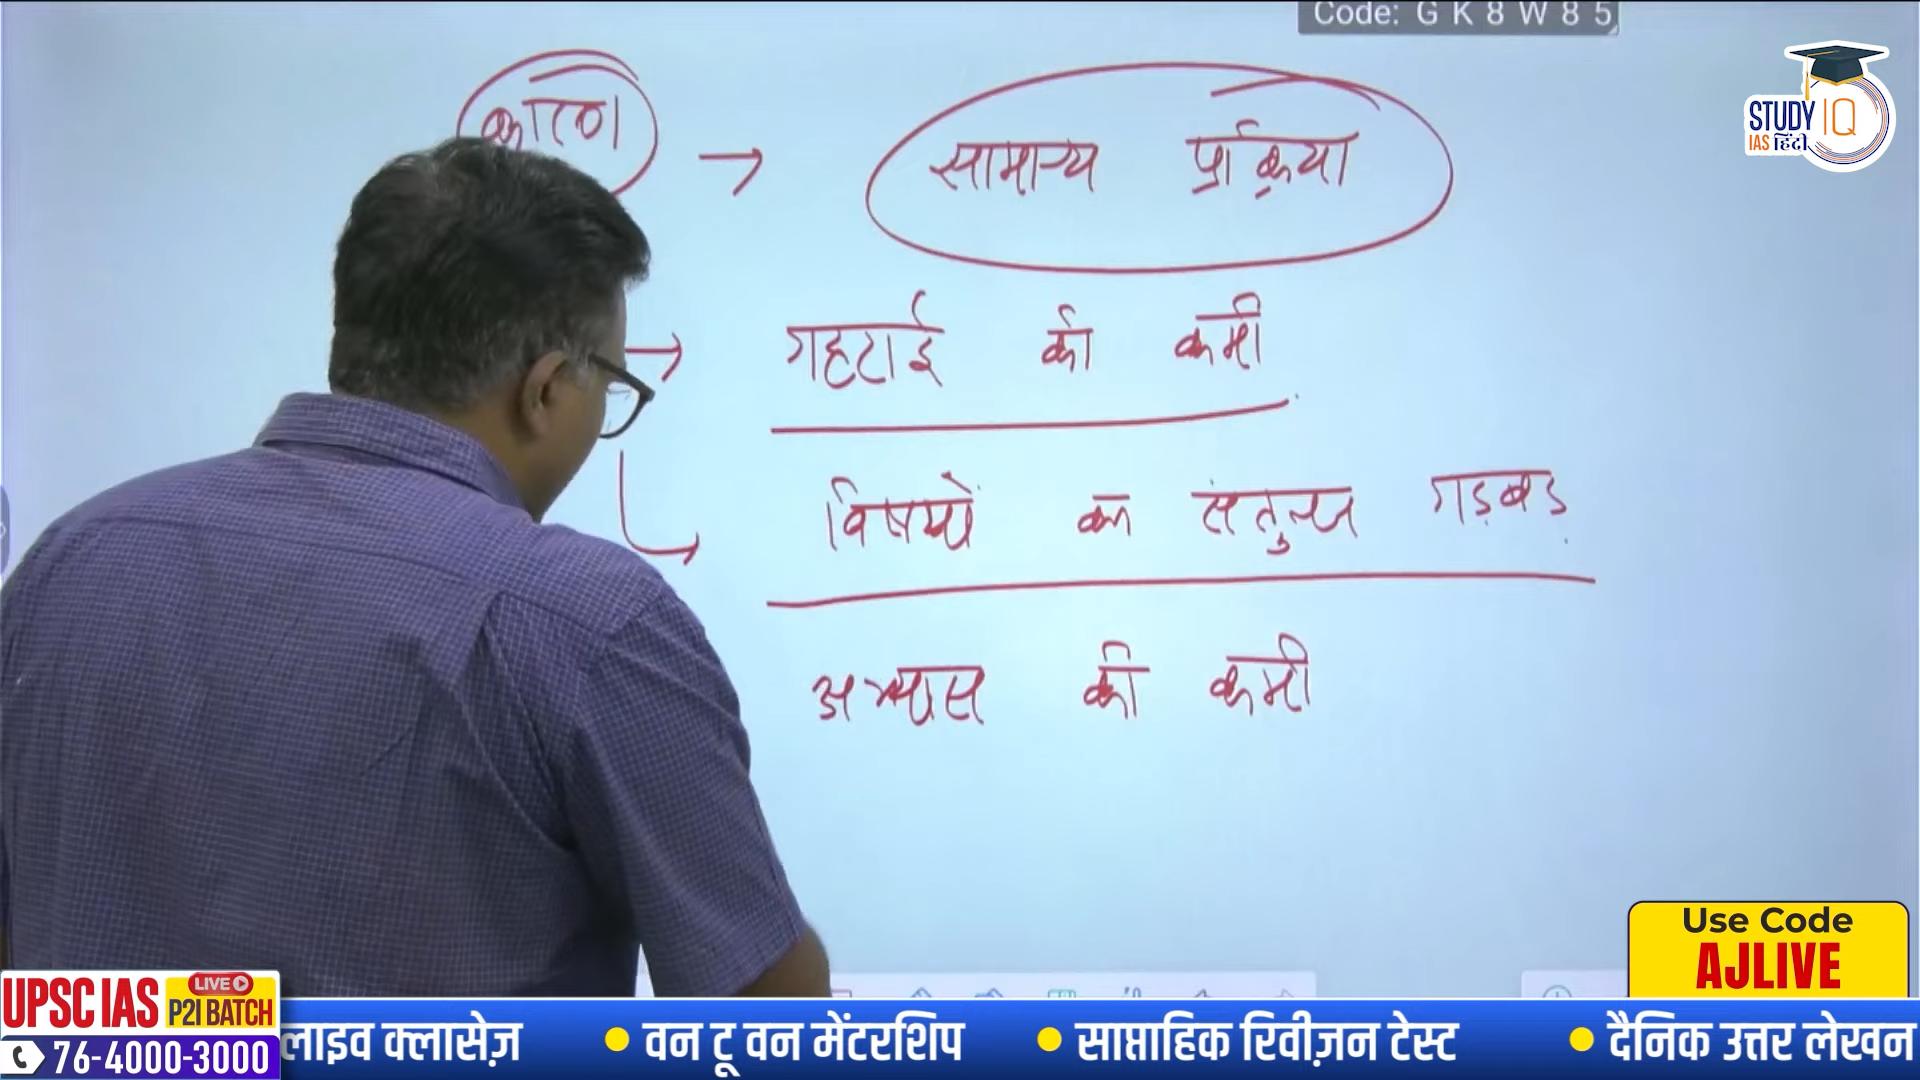 Code: G K 8 W 8 5
STUDY IQ
IAS हिंदी
कारण → सामान्य प्रक्रिया
→ गहराई की कमी
विषयों का संतुलन गड़बड़
अभ्यास की कमी
Use Code
AJLIVE
UPSC IAS LIVE P2I BATCH
76-4000-3000
लाइव क्लासेज़ • वन टू वन मेंटरशिप • साप्ताहिक रिवीज़न टेस्ट • दैनिक उत्तर लेखन